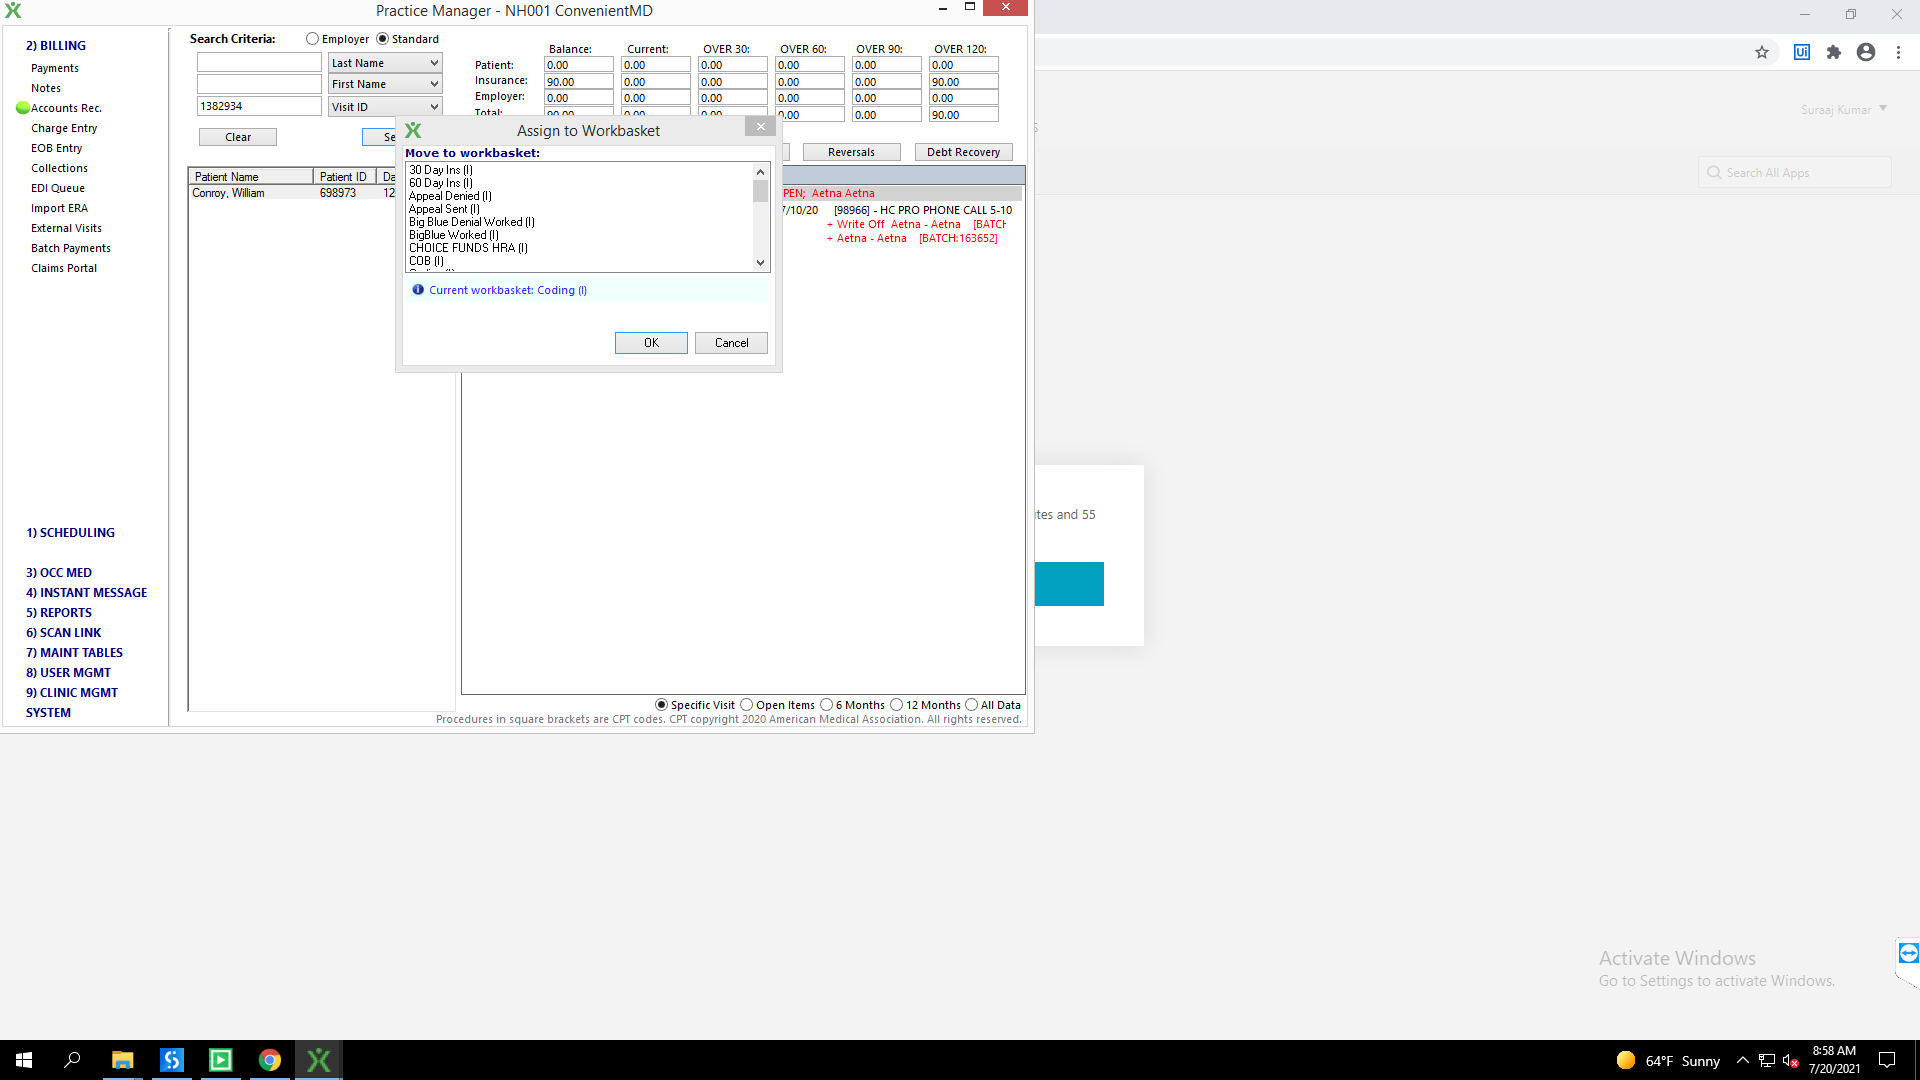 Practice Manager - NH001 ConvenientMD
2) BILLING
Payments
Notes
Accounts Rec.
Charge Entry
EOB Entry
Collections
EDI Queue
Import ERA
External Visits
Batch Payments
Claims Portal
1) SCHEDULING
3) OCC MED
4) INSTANT MESSAGE
5) REPORTS
6) SCAN LINK
7) MAINT TABLES
8) USER MGMT
9) CLINIC MGMT
SYSTEM
Search Criteria: Employer Standard
Last Name
First Name
1382934 Visit ID
Clear Se
Balance: Current: OVER 30: OVER 60: OVER 90: OVER 120:
Patient: 0.00 0.00 0.00 0.00 0.00 0.00
Insurance: 90.00 0.00 0.00 0.00 0.00 90.00
Employer: 0.00 0.00 0.00 0.00 0.00 0.00
Total: 90.00 0.00 0.00 0.00 0.00 90.00
Reversals Debt Recovery
Patient Name Patient ID Da
Conroy, William 698973 12
PEN; Aetna Aetna
7/10/20 [98966] - HC PRO PHONE CALL 5-10
+ Write Off Aetna - Aetna [BATCH
+ Aetna - Aetna [BATCH:163652]
Assign to Workbasket
Move to workbasket:
30 Day Ins (I)
60 Day Ins (I)
Appeal Denied (I)
Appeal Sent (I)
Big Blue Denial Worked (I)
BigBlue Worked (I)
CHOICE FUNDS HRA (I)
COB (I)
Coding (I)
Current workbasket: Coding (I)
OK Cancel
Specific Visit Open Items 6 Months 12 Months All Data
Procedures in square brackets are CPT codes. CPT copyright 2020 American Medical Association. All rights reserved.
Ui
Suraaj Kumar
s
Search All Apps
ites and 55
Activate Windows
Go to Settings to activate Windows.
64°F Sunny
8:58 AM
7/20/2021